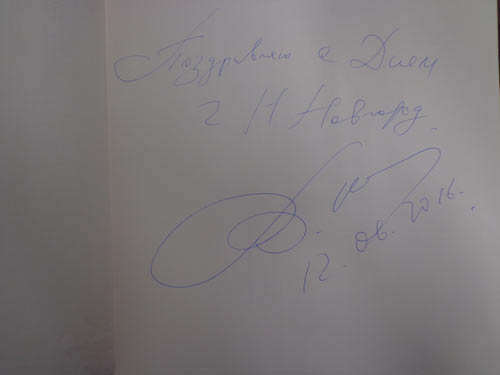 Поздравляю с Днем
г Н Новгород.
12.06.2016.